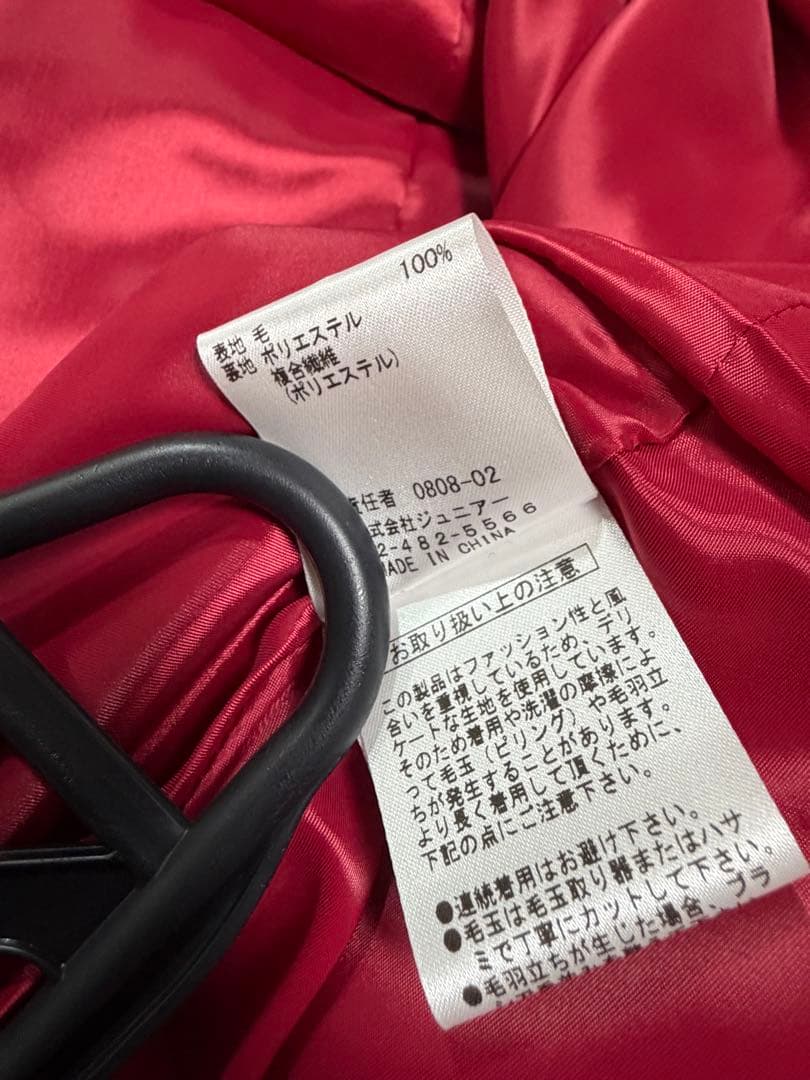 表地 毛 100%
裏地 ポリエステル
複合繊維
(ポリエステル)
責任者 0808-02
式会社ジュニアー
2-482-5566
MADE IN CHINA
お取り扱い上の注意
この製品はファッション性と風
合いを重視しているため、デリ
ケートな生地を使用しています。
そのため着用や洗濯の摩擦によ
って毛玉(ピリング)や毛羽立
ちが発生することがあります。
より長く着用して頂くために、
下記の点にご注意下さい。
●連続着用はお避け下さい。
●毛玉は毛玉取り器またはハサ
ミで丁寧にカットして下さい。
●毛羽立ちが生じた場合、ブラ